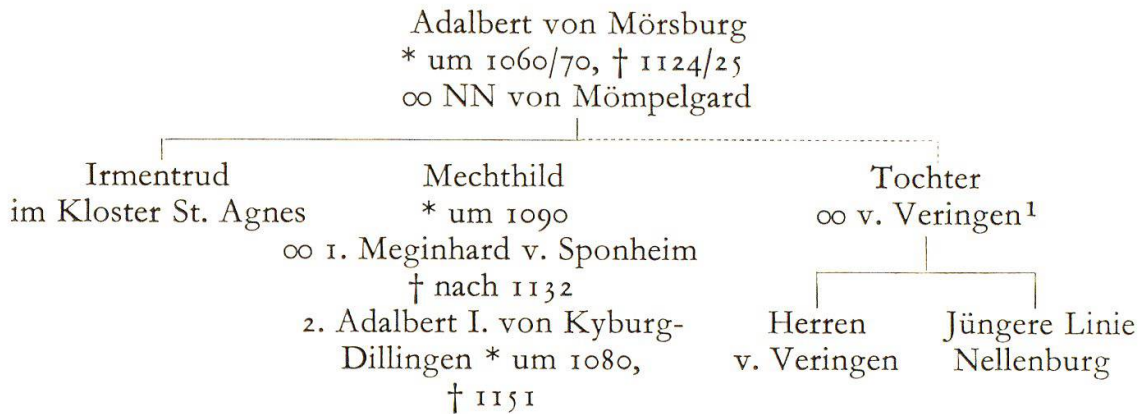 Adalbert von Mörsburg
* um 1060/70, † 1124/25
∞ NN von Mömpelgard
Irmentrud
im Kloster St. Agnes
Mechthild
* um 1090
∞ 1. Meginhard v. Sponheim
† nach 1132
2. Adalbert I. von Kyburg-
Dillingen * um 1080,
† 1151
Tochter
∞ v. Veringen¹
Herren
v. Veringen
Jüngere Linie
Nellenburg